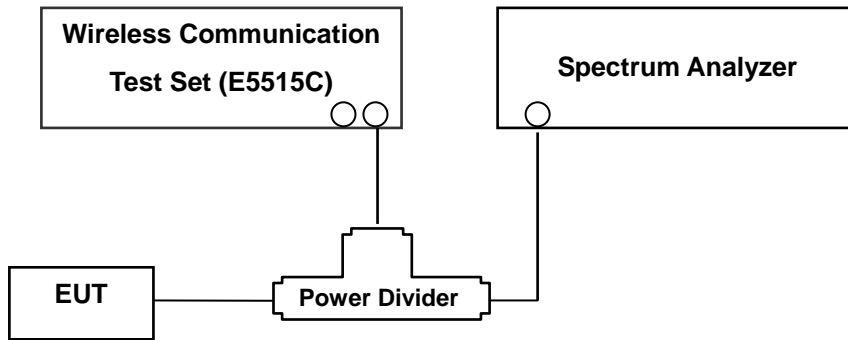 Wireless Communication
Test Set (E5515C)
Spectrum Analyzer
EUT
Power Divider